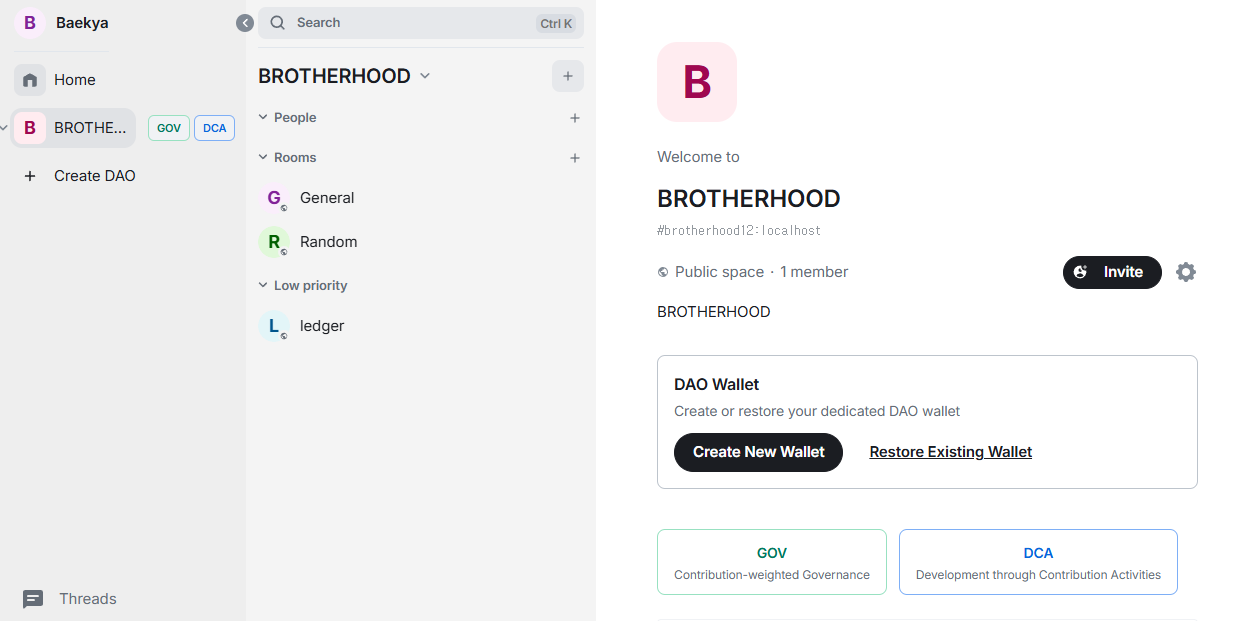 B Baekya
Home
B BROTHE... GOV DCA
Create DAO
Threads
Search Ctrl K
BROTHERHOOD
People
Rooms
G General
R Random
Low priority
L ledger
B
Welcome to
BROTHERHOOD
#brotherhood12:localhost
Public space · 1 member Invite
BROTHERHOOD
DAO Wallet
Create or restore your dedicated DAO wallet
Create New Wallet Restore Existing Wallet
GOV
Contribution-weighted Governance
DCA
Development through Contribution Activities